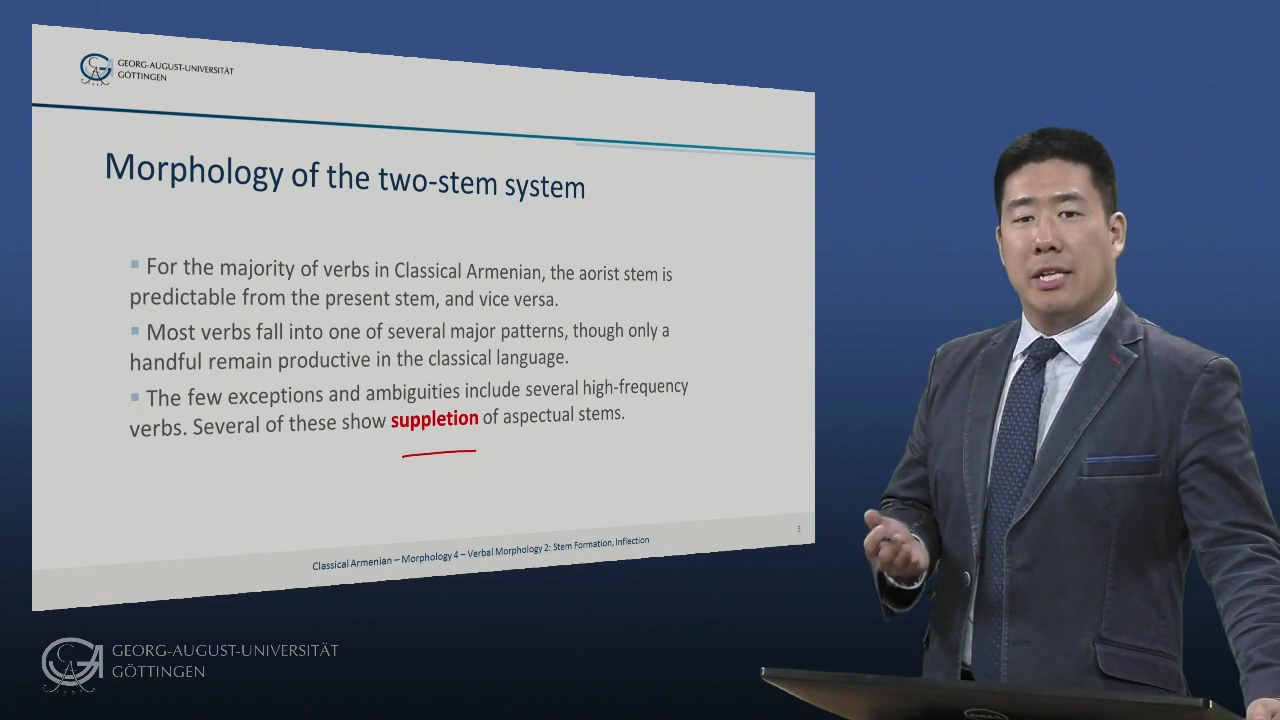 GEORG-AUGUST-UNIVERSITÄT
GÖTTINGEN
Morphology of the two-stem system
For the majority of verbs in Classical Armenian, the aorist stem is
predictable from the present stem, and vice versa.
Most verbs fall into one of several major patterns, though only a
handful remain productive in the classical language.
The few exceptions and ambiguities include several high-frequency
verbs. Several of these show suppletion of aspectual stems.
3
Classical Armenian – Morphology 4 – Verbal Morphology 2: Stem Formation, Inflection
GEORG-AUGUST-UNIVERSITÄT
GÖTTINGEN